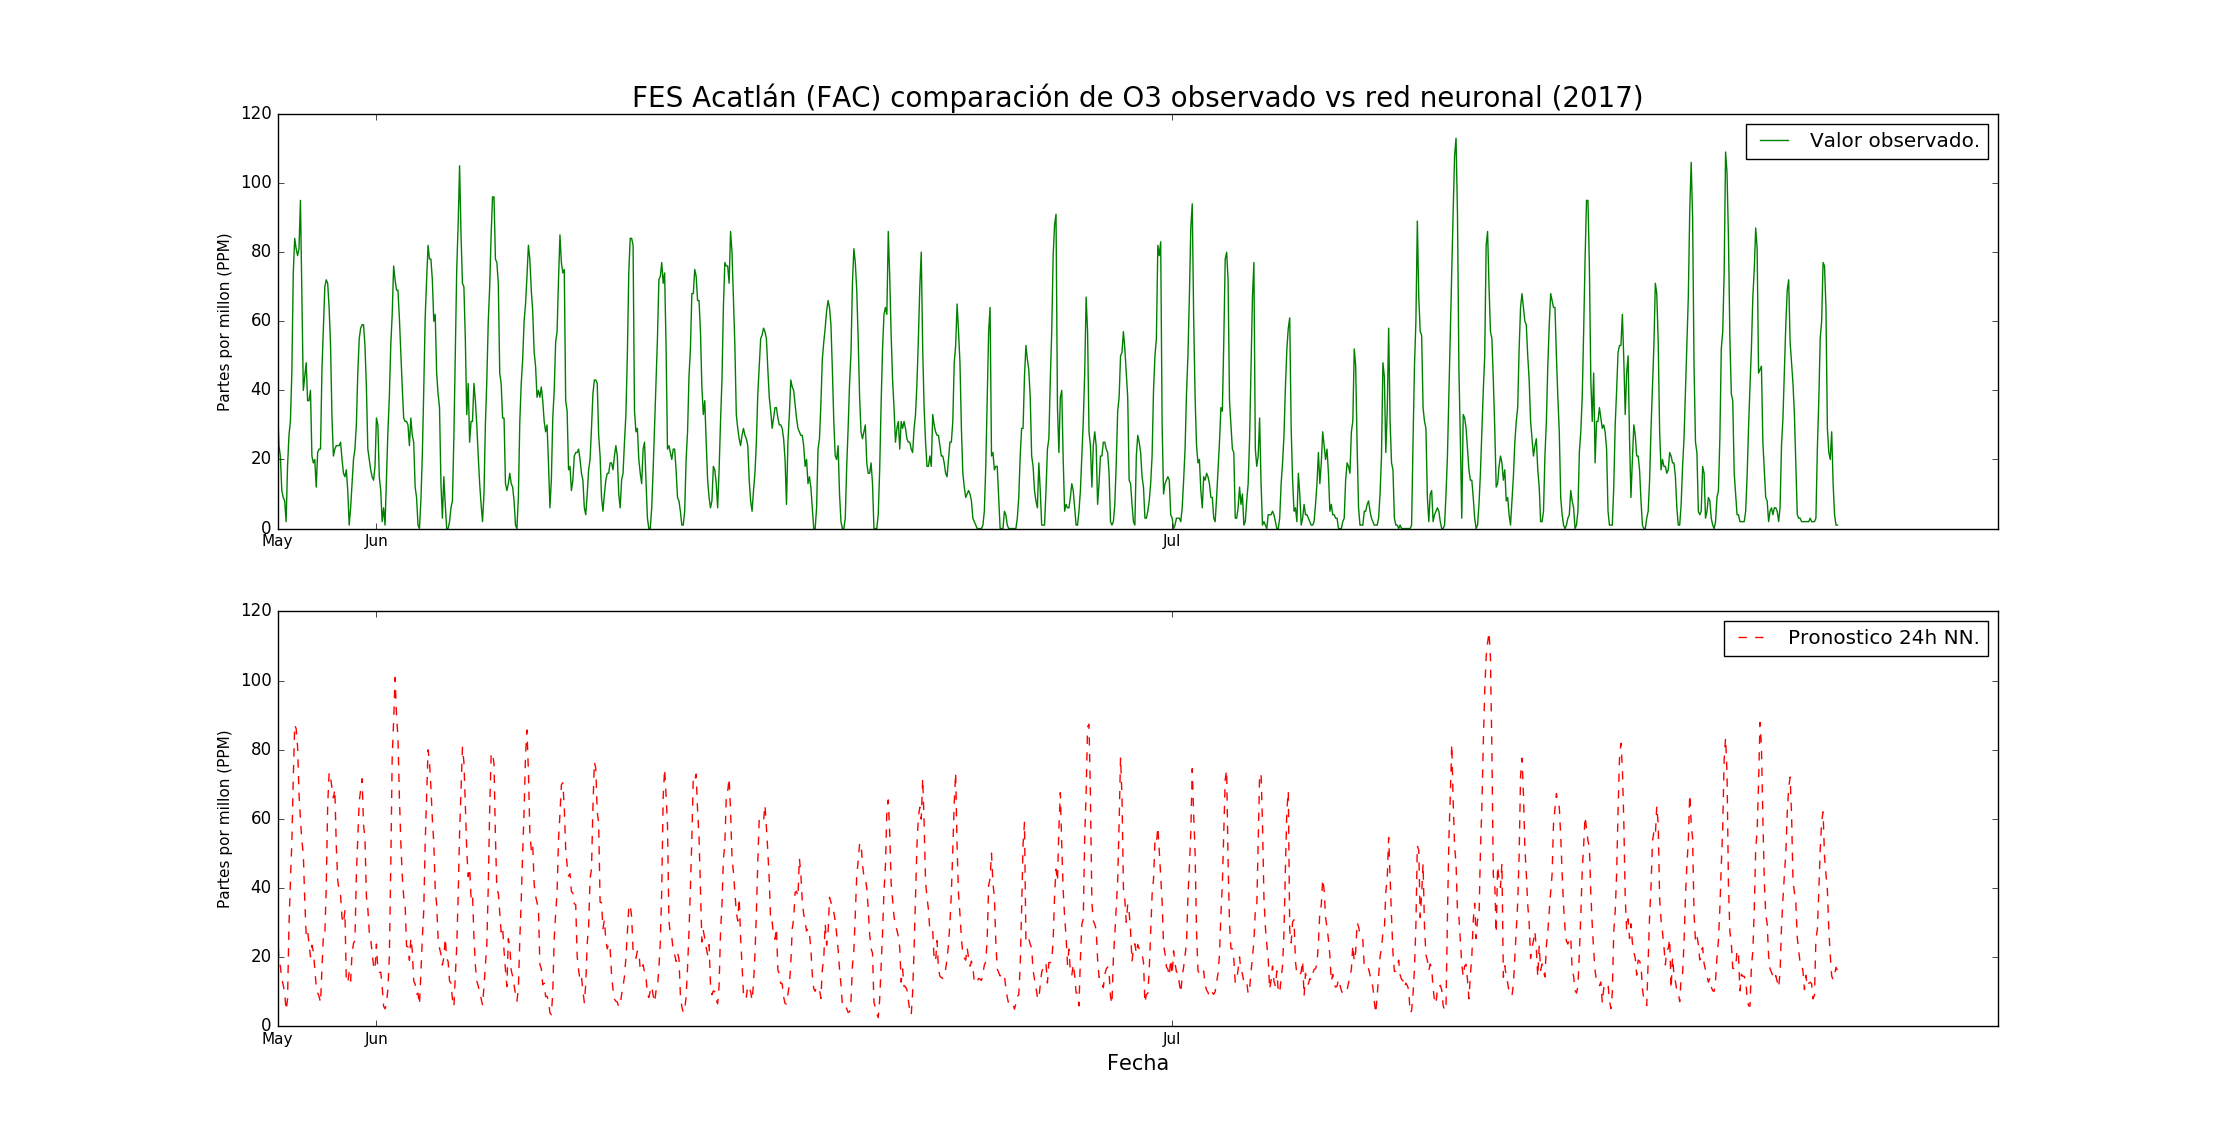 FES Acatlán (FAC) comparación de O3 observado vs red neuronal (2017)
120
100
80
60
40
20
0
Partes por millon (PPM)
Valor observado.
May Jun Jul
120
100
80
60
40
20
0
Partes por millon (PPM)
Pronostico 24h NN.
May Jun Jul
Fecha